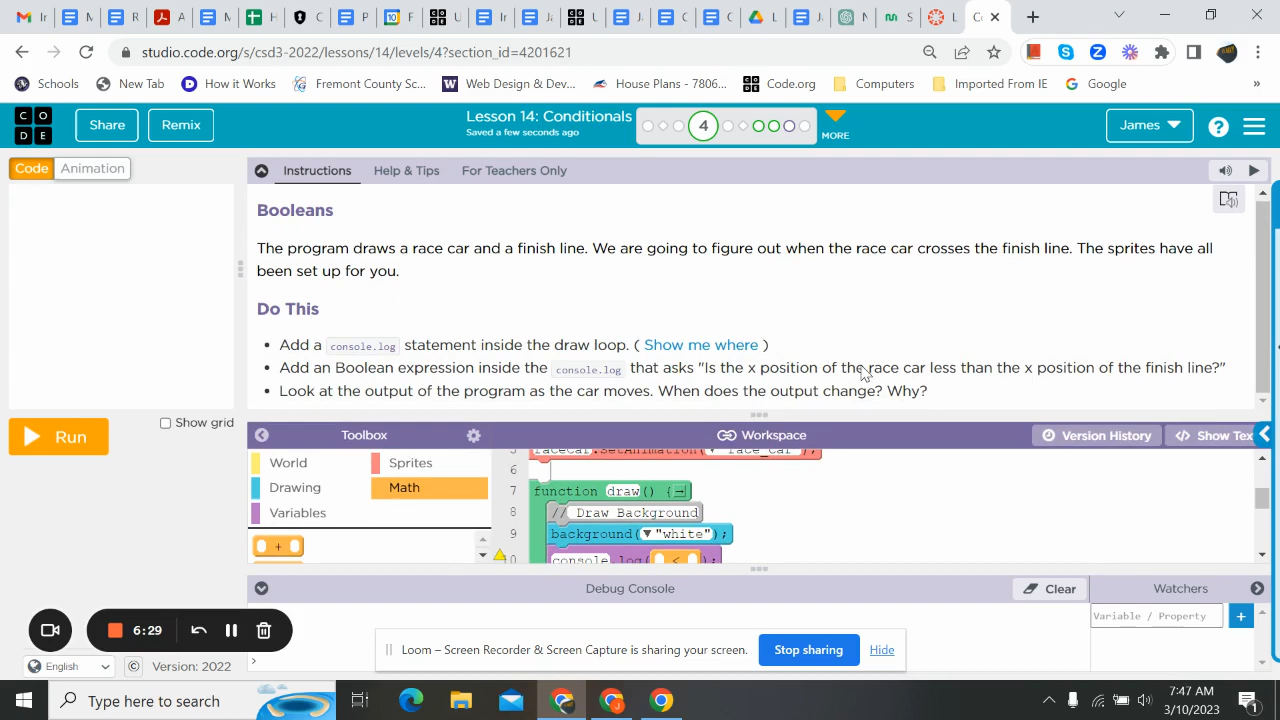 Ir
M
R
A
M
H
C
P
F
U
Ir
J
U
J
C
C
L
J
N
S
L
Co
studio.code.org/s/csd3-2022/lessons/14/levels/4?section_id=4201621
Schools
New Tab
How it Works
Fremont County Sc...
Web Design & Dev...
House Plans - 7806...
Code.org
Computers
Imported From IE
Google
»
C O
D E
Share
Remix
Lesson 14: Conditionals
Saved a few seconds ago
4
MORE
James
Code
Animation
Instructions
Help & Tips
For Teachers Only
Booleans
The program draws a race car and a finish line. We are going to figure out when the race car crosses the finish line. The sprites have all
been set up for you.
Do This
• Add a console.log statement inside the draw loop. ( Show me where )
• Add an Boolean expression inside the console.log that asks "Is the x position of the race car less than the x position of the finish line?"
• Look at the output of the program as the car moves. When does the output change? Why?
Run
Show grid
Toolbox
Workspace
Version History
</> Show Tex
World
Sprites
Drawing
Math
Variables
+
5 raceCar.setAnimation(▼ "race_car");
6
7 function draw() {→
8 // Draw Background
9 background(▼"white");
10 console.log( < );
Debug Console
Clear
Watchers
Variable / Property
+
6:29
Loom – Screen Recorder & Screen Capture is sharing your screen.
Stop sharing
Hide
English
©
Version: 2022
>
Type here to search
7:47 AM
3/10/2023
1